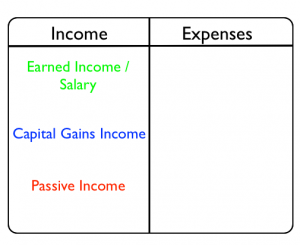 Income Expenses
Earned Income /
Salary
Capital Gains Income
Passive Income